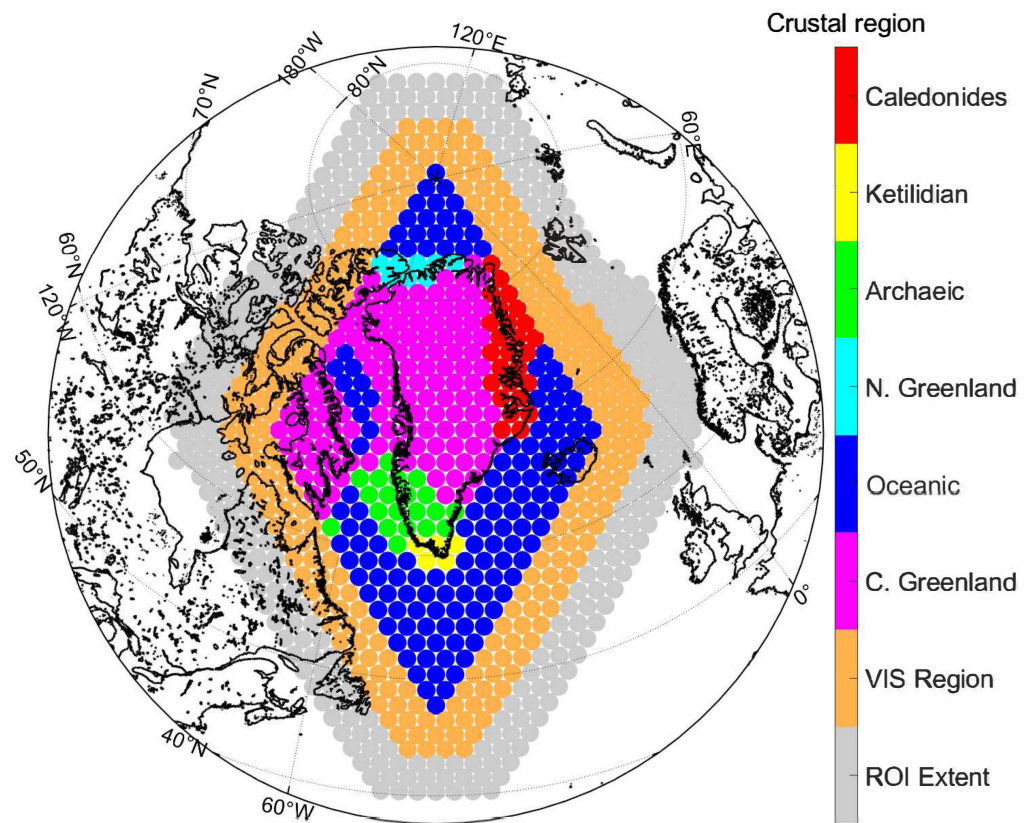 Crustal region
120°E
180°W
80°N
70°N
60°E
60°N
120°W
50°N
0°
40°N
60°W
Caledonides
Ketilidian
Archaeic
N. Greenland
Oceanic
C. Greenland
VIS Region
ROI Extent